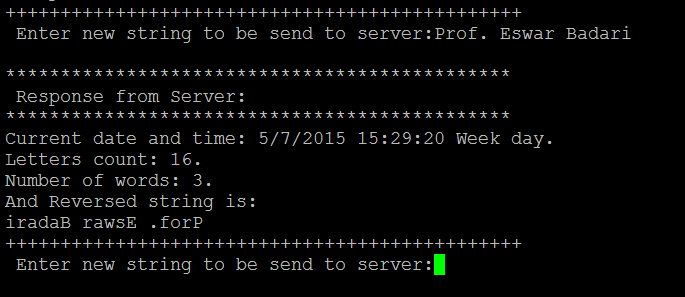 ++++++++++++++++++++++++++++++++++++++++++++++++
Enter new string to be send to server:Prof. Eswar Badari
***********************************************
Response from Server:
***********************************************
Current date and time: 5/7/2015 15:29:20 Week day.
Letters count: 16.
Number of words: 3.
And Reversed string is:
iradaB rawsE .forP
++++++++++++++++++++++++++++++++++++++++++++++++
Enter new string to be send to server: